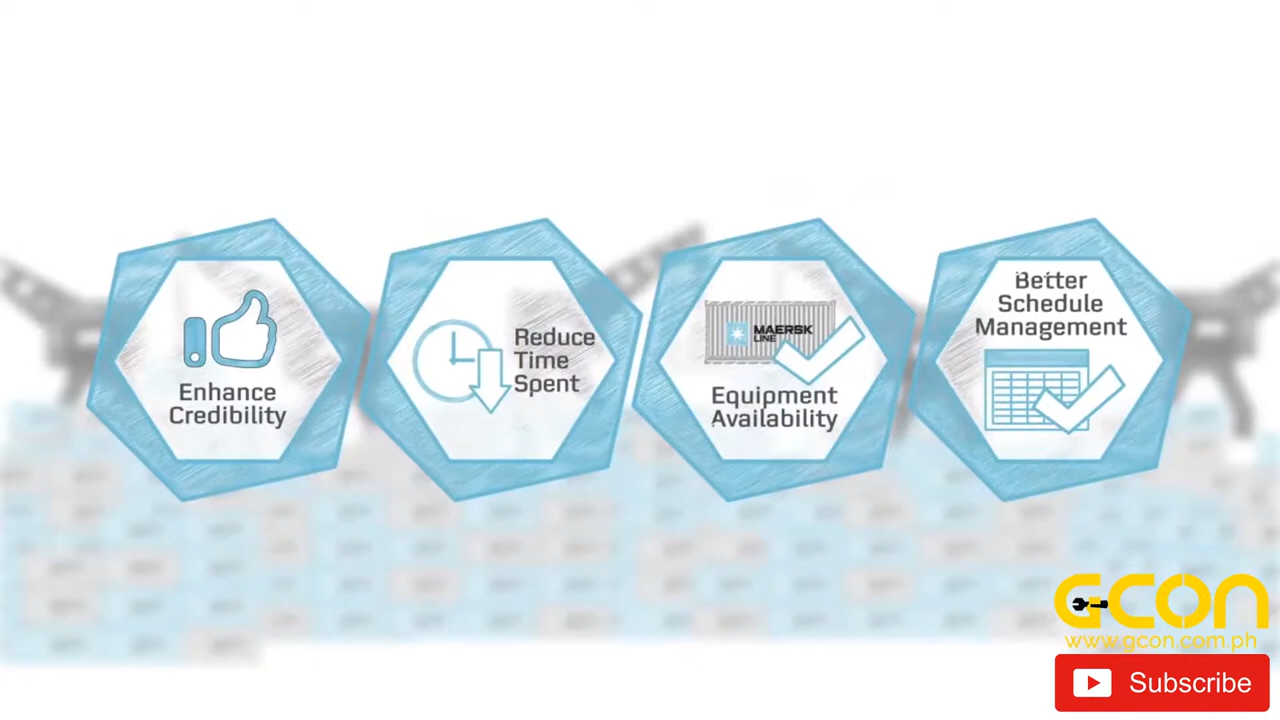 Enhance
Credibility
Reduce
Time
Spent
MAERSK
LINE
Equipment
Availability
Better
Schedule
Management
GCON
www.gcon.com.ph
Subscribe